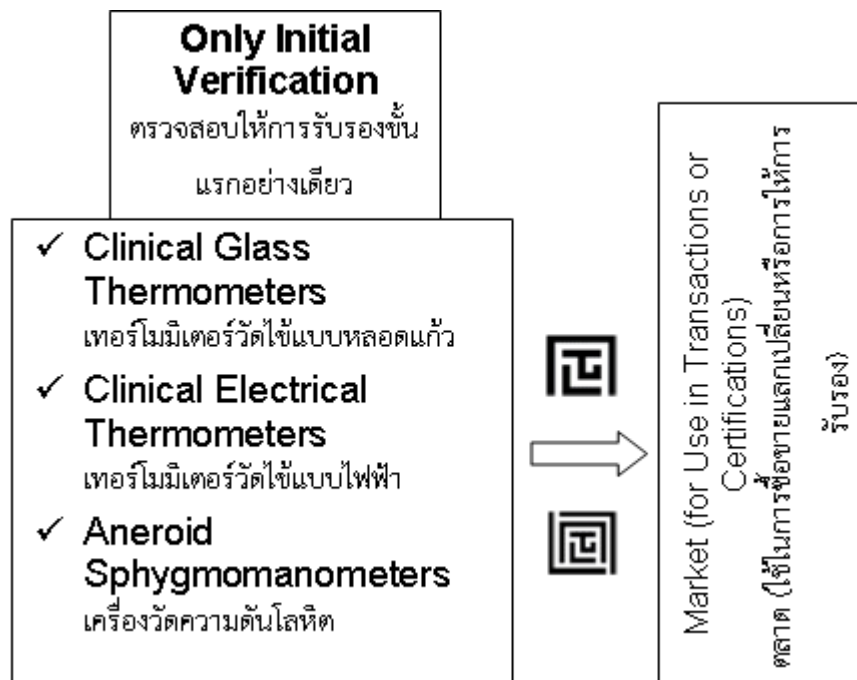 Only Initial
Verification
ตรวจสอบให้การรับรองขั้น
แรกอย่างเดียว
✓ Clinical Glass
Thermometers
เทอร์โมมิเตอร์วัดไข้แบบหลอดแก้ว
✓ Clinical Electrical
Thermometers
เทอร์โมมิเตอร์วัดไข้แบบไฟฟ้า
✓ Aneroid
Sphygmomanometers
เครื่องวัดความดันโลหิต
Market (for Use in Transactions or
Certifications)
ตลาด (ใช้ในการซื้อขายแลกเปลี่ยนหรือการให้การ
รับรอง)